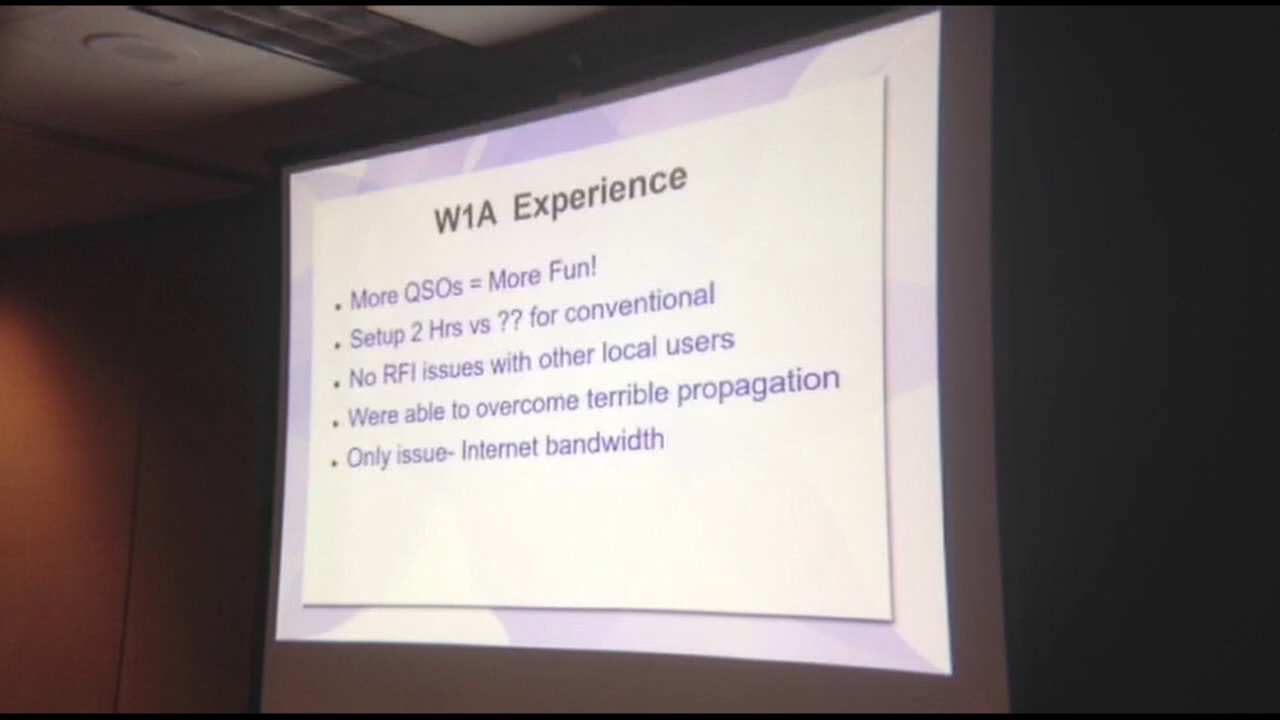 W1A Experience
• More QSOs = More Fun!
• Setup 2 Hrs vs ?? for conventional
• No RFI issues with other local users
• Were able to overcome terrible propagation
• Only issue- Internet bandwidth